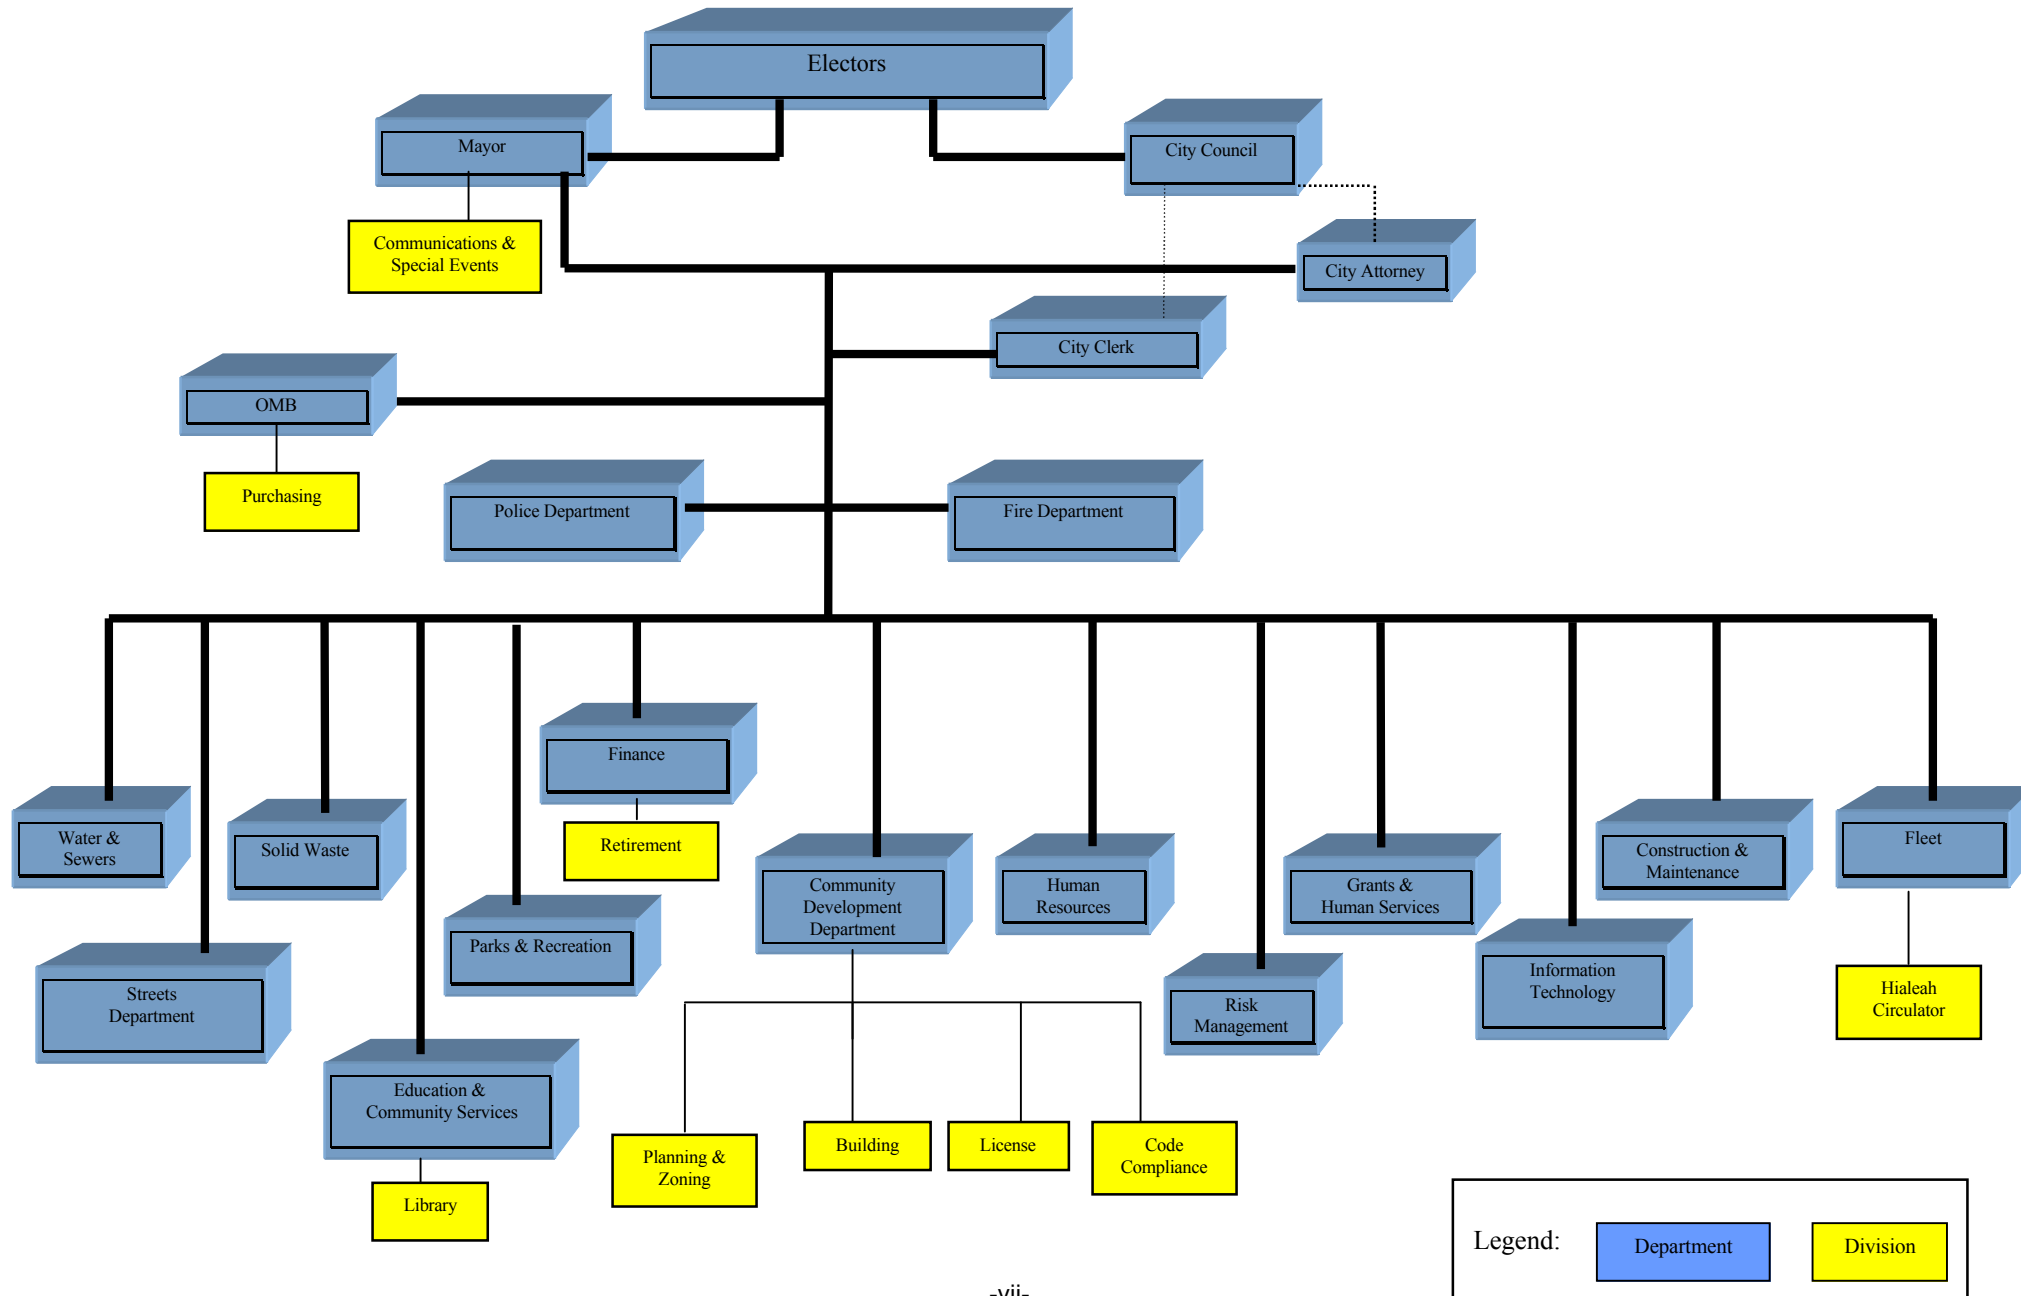 Electors
Mayor
City Council
Communications &
Special Events
City Attorney
City Clerk
OMB
Purchasing
Police Department
Fire Department
Finance
Retirement
Water &
Sewers
Solid Waste
Construction &
Maintenance
Fleet
Community
Development
Department
Human
Resources
Grants &
Human Services
Parks & Recreation
Streets
Department
Risk
Management
Information
Technology
Hialeah
Circulator
Education &
Community Services
Planning &
Zoning
Building
License
Code
Compliance
Library
Legend:
Department
Division
-vii-